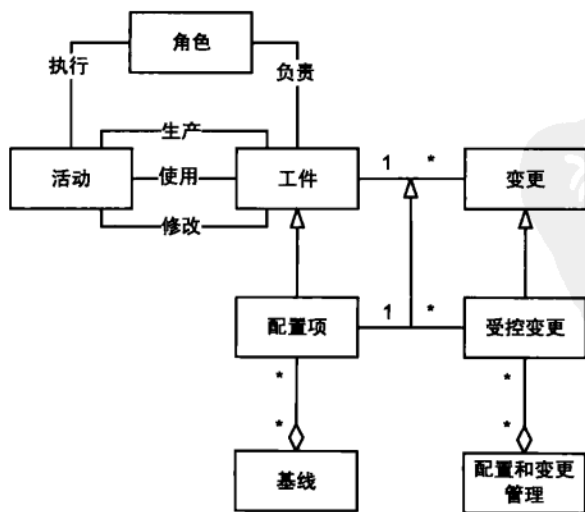 角色
执行
负责
生产
活动
使用
工件
1
*
变更
修改
配置项
1
*
受控变更
*
*
*
*
基线
配置和变更
管理